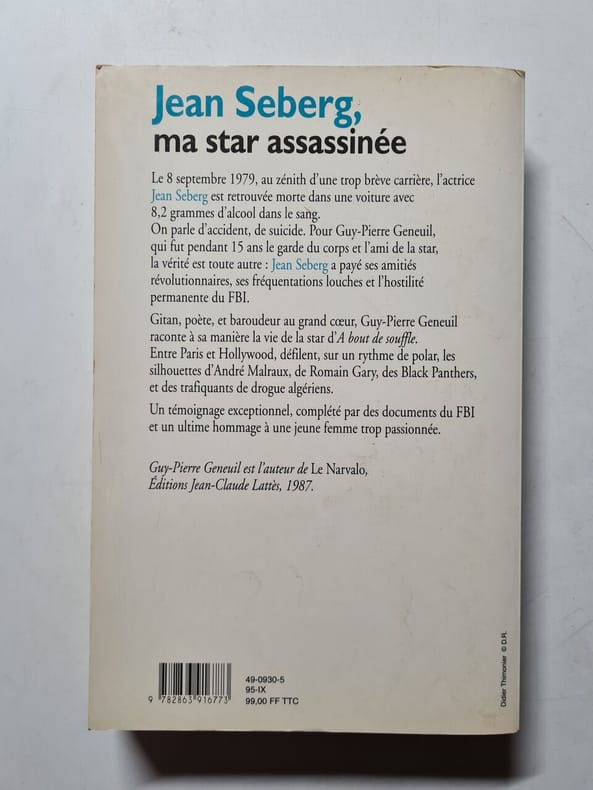 Jean Seberg,
ma star assassinée
Le 8 septembre 1979, au zénith d'une trop brève carrière, l'actrice
Jean Seberg est retrouvée morte dans une voiture avec
8,2 grammes d'alcool dans le sang.
On parle d'accident, de suicide. Pour Guy-Pierre Geneuil,
qui fut pendant 15 ans le garde du corps et l'ami de la star,
la vérité est toute autre : Jean Seberg a payé ses amitiés
révolutionnaires, ses fréquentations louches et l'hostilité
permanente du FBI.
Gitan, poète, et baroudeur au grand cœur, Guy-Pierre Geneuil
raconte à sa manière la vie de la star d'A bout de souffle.
Entre Paris et Hollywood, défilent, sur un rythme de polar, les
silhouettes d'André Malraux, de Romain Gary, des Black Panthers,
et des trafiquants de drogue algériens.
Un témoignage exceptionnel, complété par des documents du FBI
et un ultime hommage à une jeune femme trop passionnée.
Guy-Pierre Geneuil est l'auteur de Le Narvalo,
Éditions Jean-Claude Lattès, 1987.
49-0930-5
95-IX
99,00 FF TTC
9 782863 916773
Didier Thimonier © D.R.